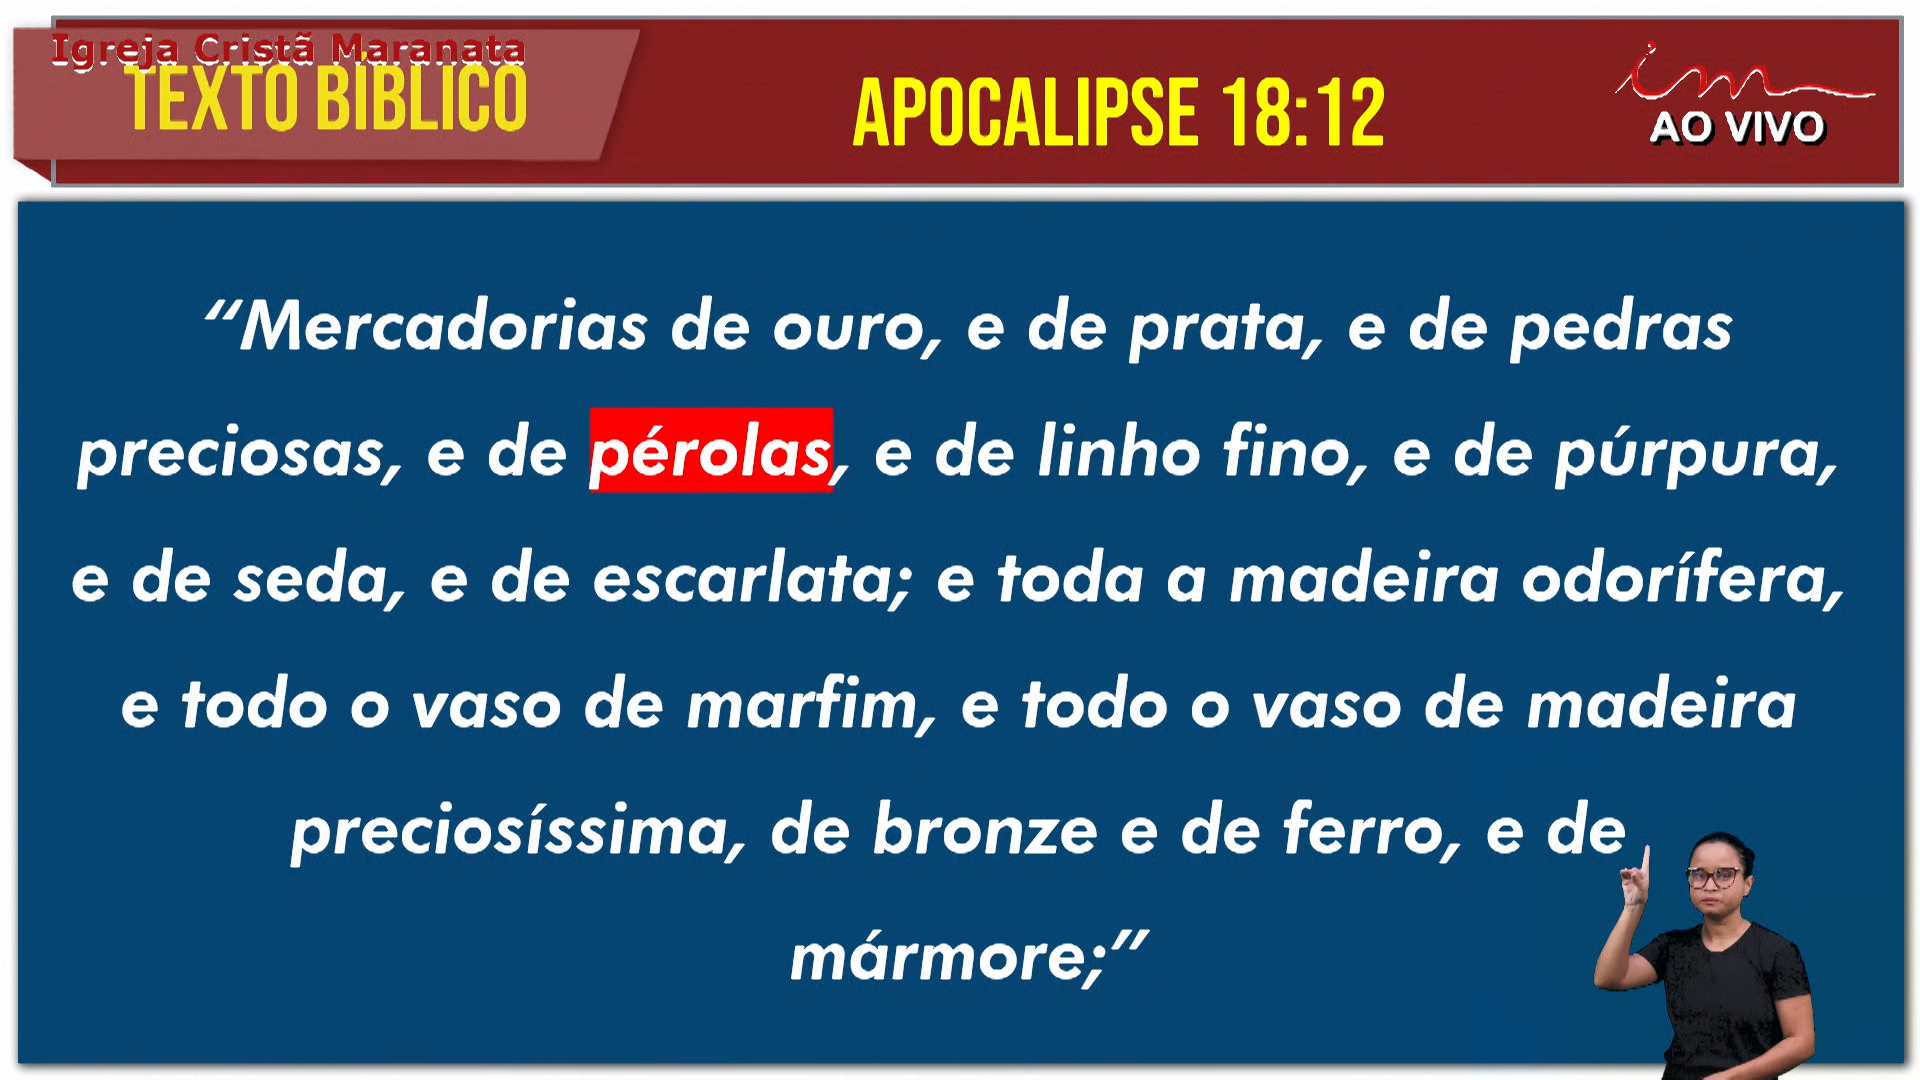 Igreja Cristã Maranata
TEXTO BÍBLICO
APOCALIPSE 18:12
im
AO VIVO
“Mercadorias de ouro, e de prata, e de pedras
preciosas, e de pérolas, e de linho fino, e de púrpura,
e de seda, e de escarlata; e toda a madeira odorífera,
e todo o vaso de marfim, e todo o vaso de madeira
preciosíssima, de bronze e de ferro, e de
mármore;”